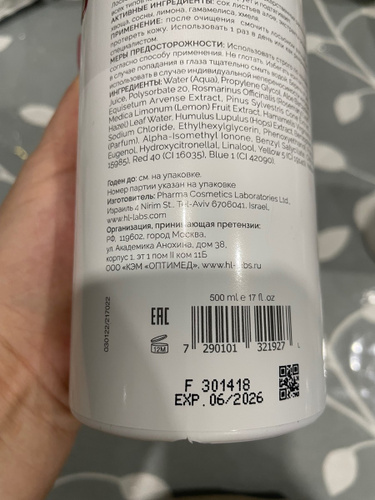 АКТИВНЫЕ ИНГРЕДИЕНТЫ: сок листьев алоэ
хвоща, сосны, лимона, гамамелиса, хмеля.
ПРИМЕНЕНИЕ: после очищения смочить
протереть кожу. Использовать 1 раз в день или как
специалистом.
МЕРЫ ПРЕДОСТОРОЖНОСТИ: Использовать строго
согласно способу применения. Не глотать. Избегать
в случае попадания в глаза тщательно смыть водой.
использовать в случае индивидуальной непереносимости
ИНГРЕДИЕНТЫ: Water (Aqua), Propylene Glycol,
Juice, Polysorbate 20, Rosmarinus Officinalis
Equisetum Arvense Extract, Pinus Sylvestris
Medica Limonum (Lemon) Fruit Extract,
Hazel) Leaf Water, Humulus Lupulus (Hops) Extract,
Sodium Chloride, Ethylhexylglycerin,
(Parfum), Alpha-Isomethyl Ionone,
Eugenol, Hydroxycitronellal, Linalool, Yellow 5 (CI
15985), Red 40 (CI 16035), Blue 1 (CI 42090).
Годен до: см. на упаковке.
Номер партии указан на упаковке
Изготовитель: Pharma Cosmetics Laboratories Ltd.,
Израиль 4 Nirim St., Tel-Aviv 6706041, Israel,
www.hl-labs.com
Организация, принимающая претензии:
РФ, 119602, город Москва,
ул. Академика Анохина, дом 38,
корпус 1, эт 1 пом II ком 11Б
ООО «КЭМ «ОПТИМЕД», www.hl-labs.ru
030122/217022
500 ml e 17 fl. oz
EAC
12M
7 290101 321927
F 301418
EXP.06/2026